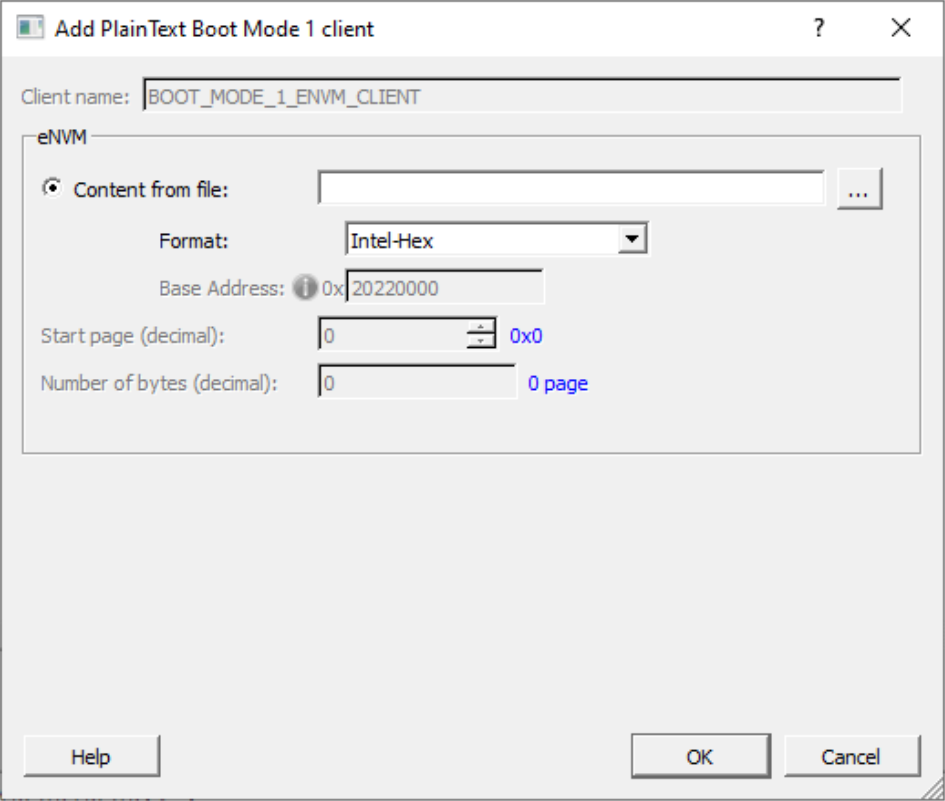 Add PlainText Boot Mode 1 client ?
Client name: BOOT_MODE_1_ENVM_CLIENT
eNVM
Content from file: ...
Format: Intel-Hex
Base Address: i 0x 20220000
Start page (decimal): 0 0x0
Number of bytes (decimal): 0 0 page
Help OK Cancel